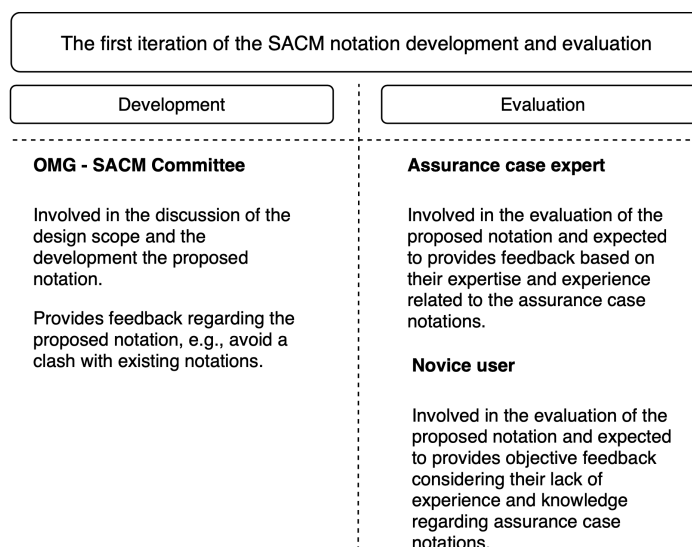 The first iteration of the SACM notation development and evaluation
Development
Evaluation
OMG - SACM Committee
Involved in the discussion of the
design scope and the
development the proposed
notation.
Provides feedback regarding the
proposed notation, e.g., avoid a
clash with existing notations.
Assurance case expert
Involved in the evaluation of the
proposed notation and expected
to provides feedback based on
their expertise and experience
related to the assurance case
notations.
Novice user
Involved in the evaluation of the
proposed notation and expected
to provides objective feedback
considering their lack of
experience and knowledge
regarding assurance case
notations.